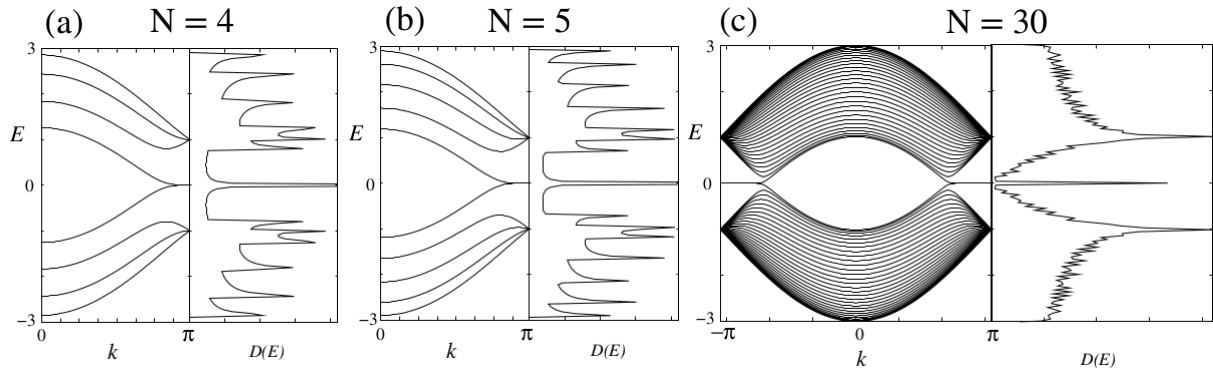 (a) N = 4 (b) N = 5 (c) N = 30
3 3 3
E E E
0 0 0
−3 −3 −3
0 π 0 π −π 0 π
k D(E) k D(E) k D(E)